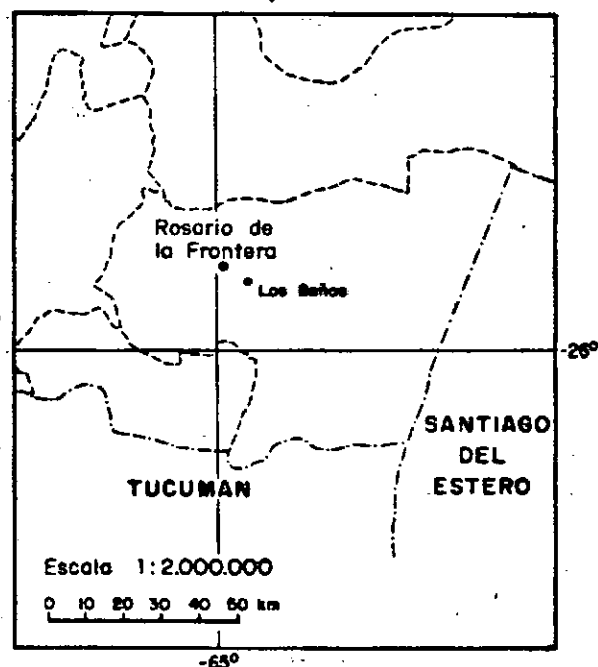 Rosario de
la Frontera
Los Baños
-26º
SANTIAGO
DEL
ESTERO
TUCUMAN
Escala 1:2.000.000
0 10 20 30 40 50 km
-65º